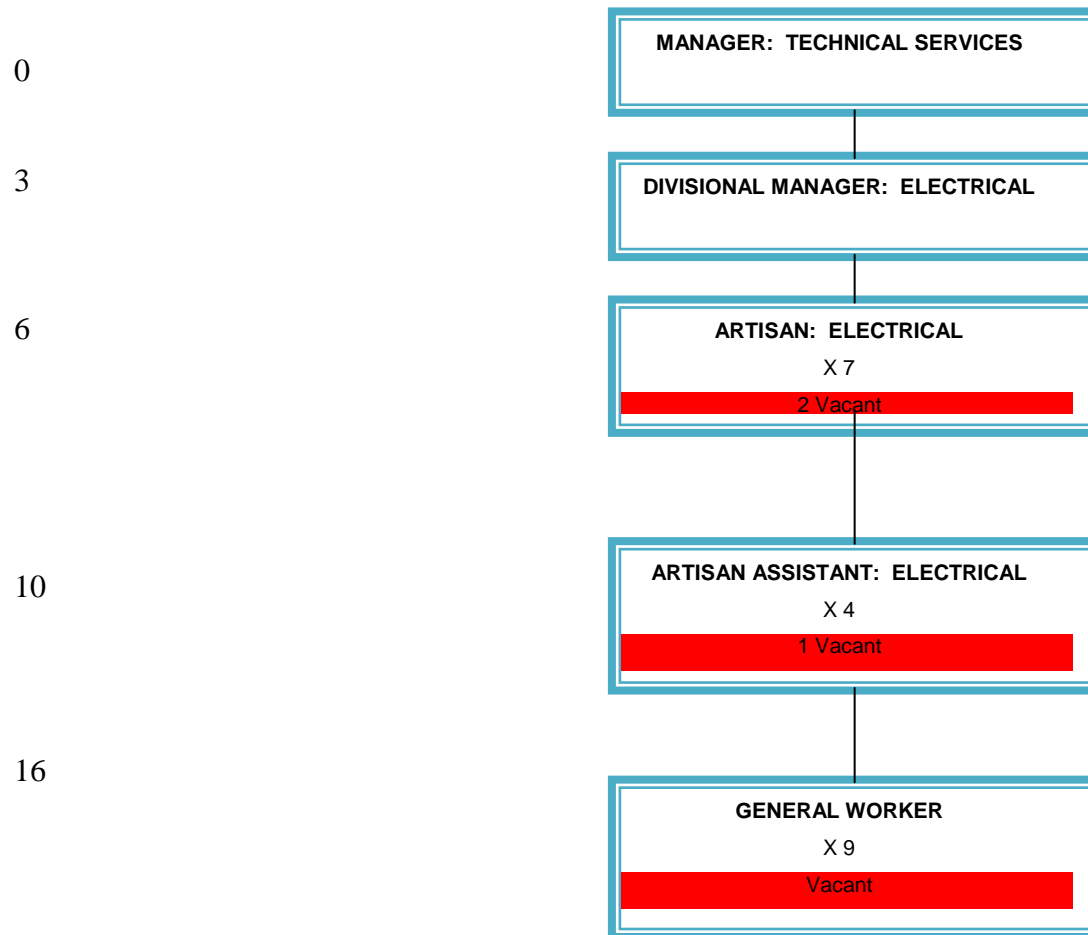 MANAGER: TECHNICAL SERVICES
0
3
DIVISIONAL MANAGER: ELECTRICAL
6
ARTISAN: ELECTRICAL
X 7
2 Vacant
10
ARTISAN ASSISTANT: ELECTRICAL
X 4
1 Vacant
16
GENERAL WORKER
X 9
Vacant